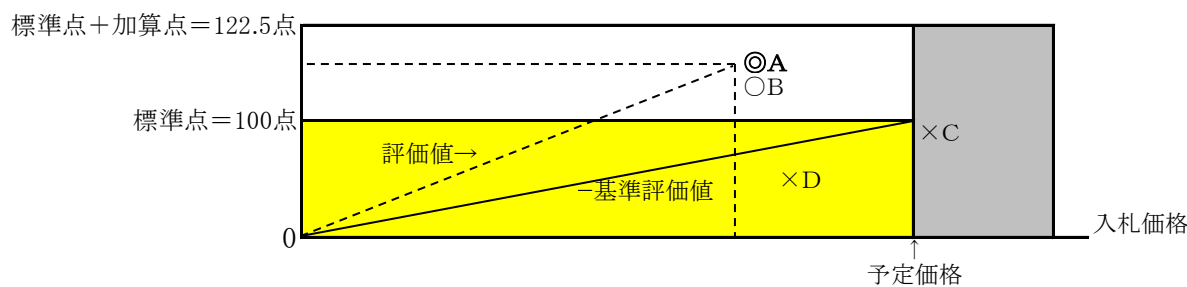 標準点+加算点=122.5点
◎A
○B
標準点=100点
×C
評価値→
×D
基準評価値
0
入札価格
↑
予定価格